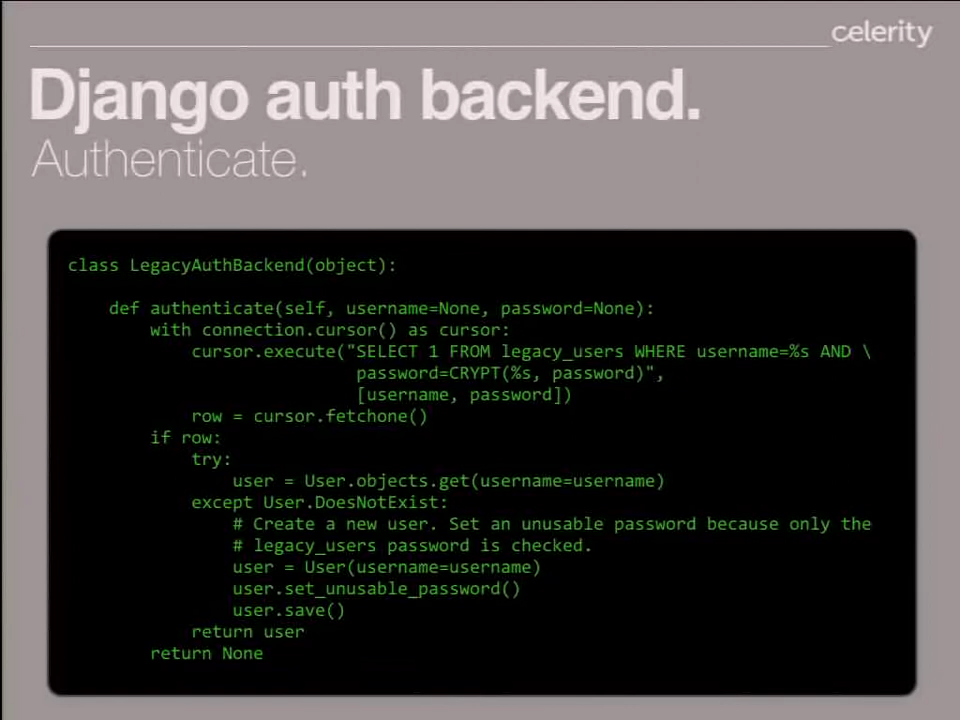 celerity
Django auth backend.
Authenticate.
class LegacyAuthBackend(object):
    def authenticate(self, username=None, password=None):
        with connection.cursor() as cursor:
            cursor.execute("SELECT 1 FROM legacy_users WHERE username=%s AND \
                            password=CRYPT(%s, password)",
                            [username, password])
            row = cursor.fetchone()
        if row:
            try:
                user = User.objects.get(username=username)
            except User.DoesNotExist:
                # Create a new user. Set an unusable password because only the
                # legacy_users password is checked.
                user = User(username=username)
                user.set_unusable_password()
                user.save()
            return user
        return None